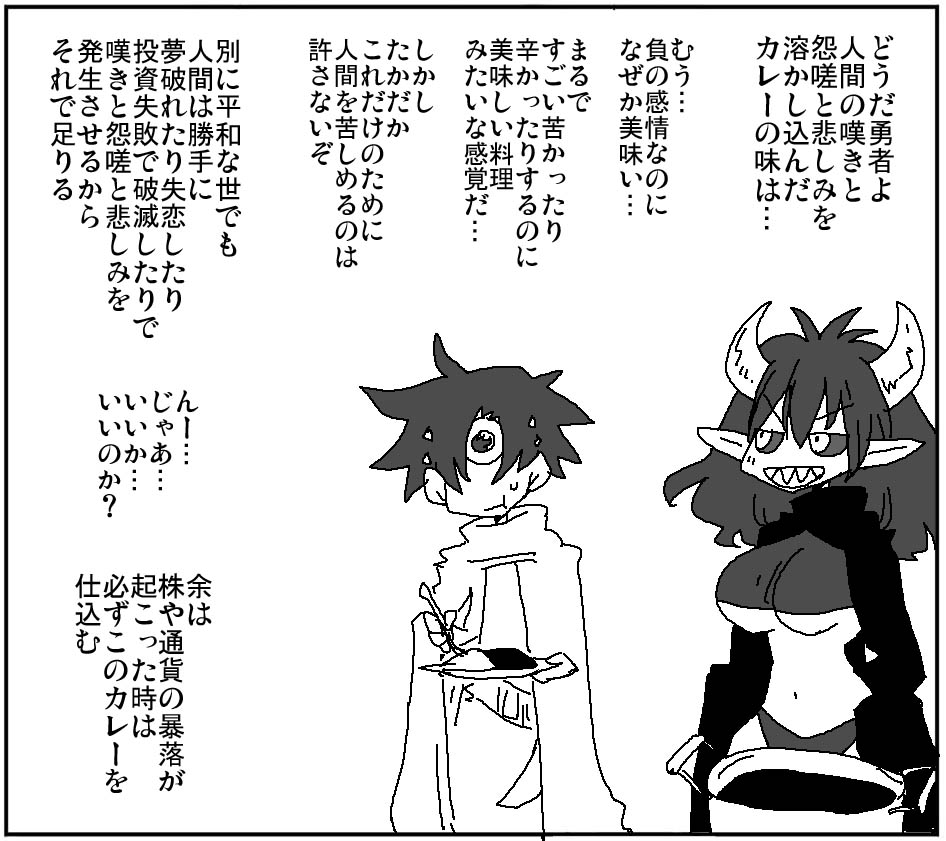 どうだ勇者よ
人間の嘆きと
怨嗟と悲しみを
溶かし込んだ
カレーの味は…
むう…
負の感情なのに
なぜか美味い…
まるで
すごい苦かったり
辛かったりするのに
美味しい料理
みたいな感覚だ…
しかし
たかだか
これだけのために
人間を苦しめるのは
許さないぞ
別に平和な世でも
人間は勝手に
夢破れたり失恋したり
投資失敗で破滅したりで
嘆きと怨嗟と悲しみを
発生させるから
それで足りる
んー…
じゃあ…
いいか…
いいのか？
余は
株や通貨の暴落が
起こった時は
必ずこのカレーを
仕込む